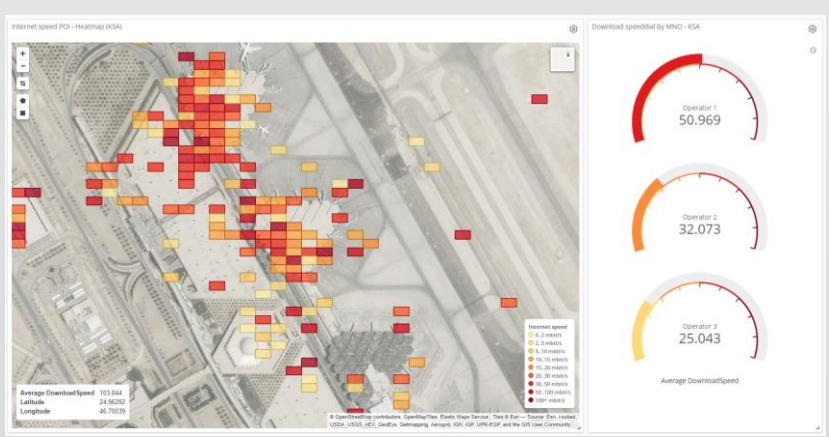 Internet speed POI - Heatmap (KSA)
Download speeddial by MNO - KSA
Operator 1
50.969
Operator 2
32.073
Operator 3
25.043
Average DownloadSpeed
Internet speed
0..2 mbit/s
2..5 mbit/s
5..10 mbit/s
10..15 mbit/s
15..20 mbit/s
20..30 mbit/s
30..50 mbit/s
50..100 mbit/s
100+ mbit/s
Average DownloadSpeed 103.844
Latitude 24.96292
Longitude 46.70039
© OpenStreetMap contributors, OpenMapTiles, Elastic Maps Service, Tiles © Esri — Source: Esri, i-cubed,
USDA, USGS, AEX, GeoEye, Getmapping, Aerogrid, IGN, IGP, UPR-EGP, and the GIS User Community